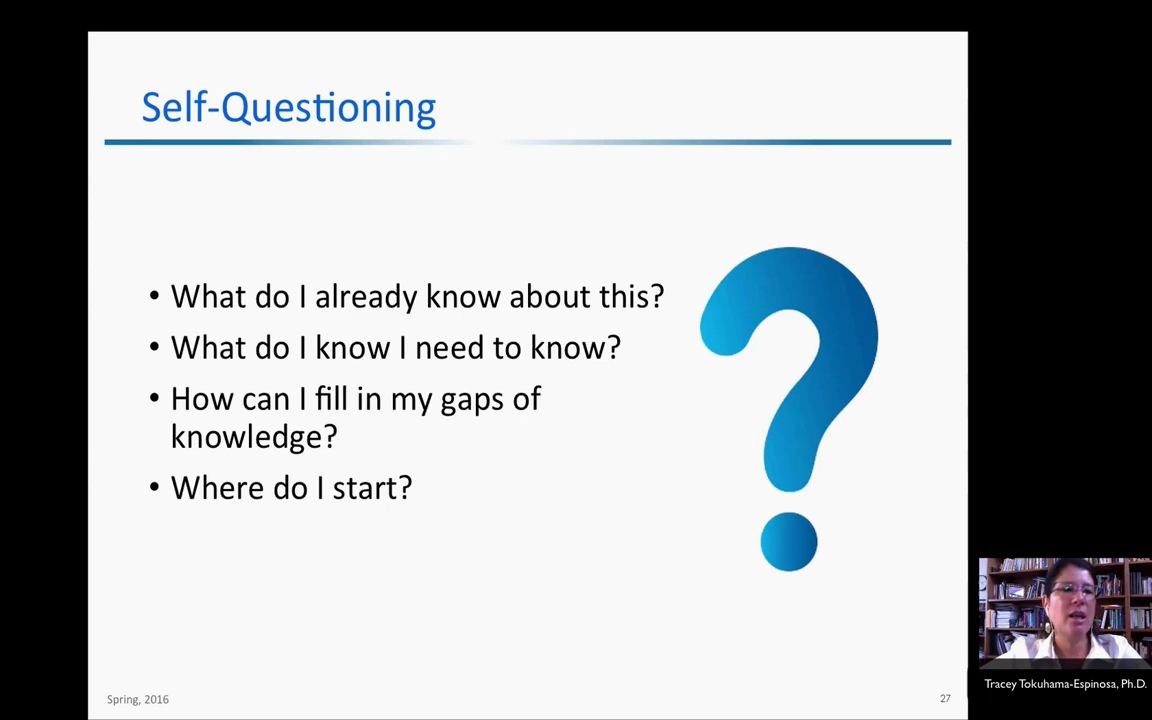 Self-Questioning
• What do I already know about this?
• What do I know I need to know?
• How can I fill in my gaps of
knowledge?
• Where do I start?
Spring, 2016
27
Tracey Tokuhama-Espinosa, Ph.D.